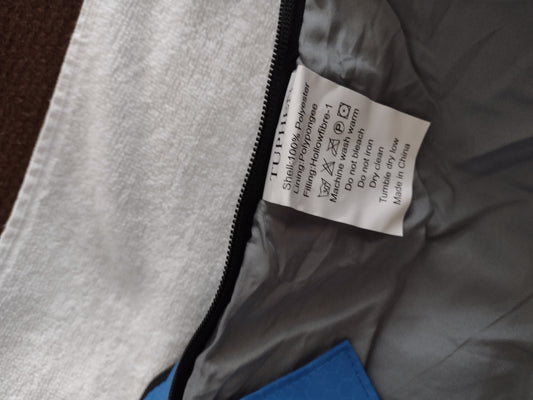 Shell:100% Polyester
Lining:Polypongee
Filling:Hollowfibre-1
Machine wash warm
Do not bleach
Do not iron
Dry clean
Tumble dry low
Made in China